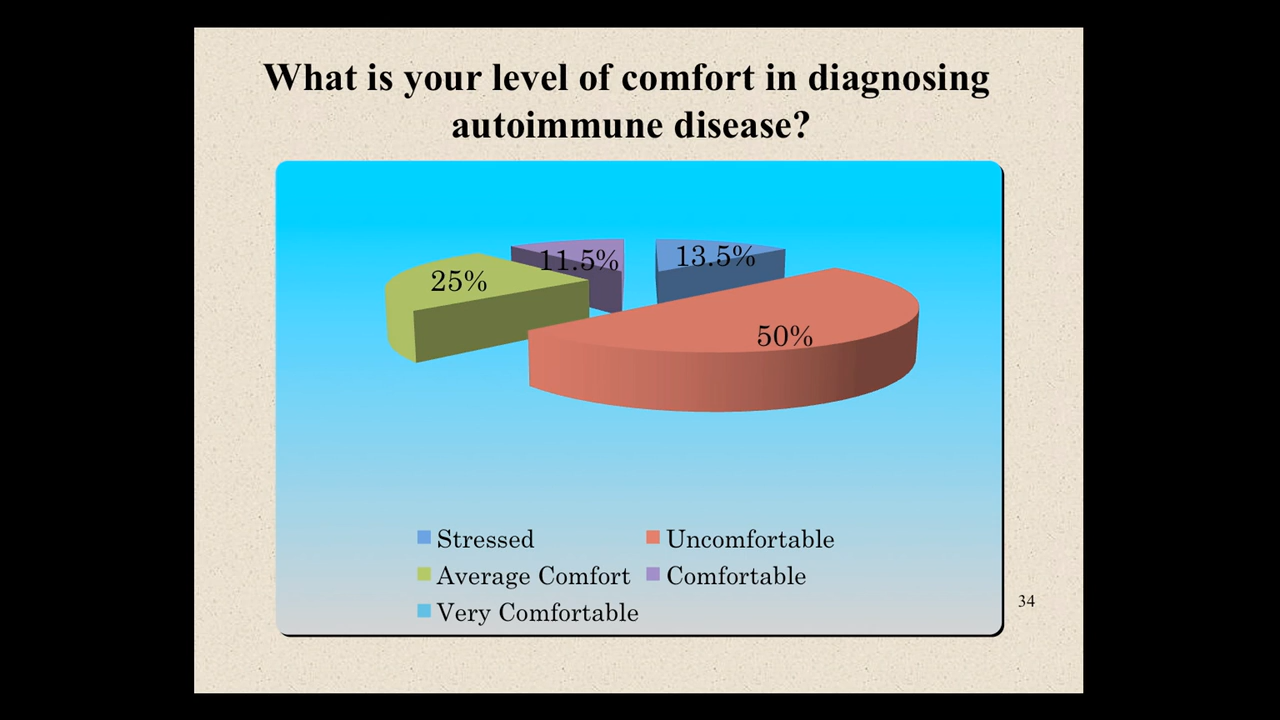 What is your level of comfort in diagnosing
autoimmune disease?
11.5%
13.5%
25%
50%
Stressed
Uncomfortable
Average Comfort
Comfortable
Very Comfortable
34